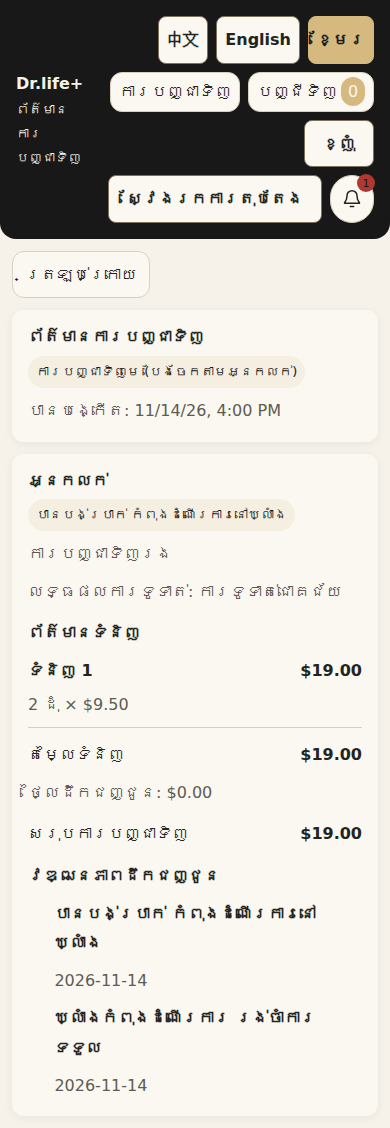 中文
English
ខ្មែរ
Dr.life+
ព័ត៌មាន
ការ
បញ្ជាទិញ
ការបញ្ជាទិញ
បញ្ជីទិញ 0
ខ្ញុំ
ស្វែងរកការតុបតែង
1
ត្រឡប់ក្រោយ
ព័ត៌មានការបញ្ជាទិញ
ការបញ្ជាទិញមេ (បែងចែកតាមអ្នកលក់)
បានបង្កើត: 11/14/26, 4:00 PM
អ្នកលក់
បានបង់ប្រាក់ កំពុងដំណើរការនៅឃ្លាំង
ការបញ្ជាទិញរង
លទ្ធផលការទូទាត់: ការទូទាត់ជោគជ័យ
ព័ត៌មានទំនិញ
ទំនិញ 1 $19.00
2 ដុំ × $9.50
តម្លៃទំនិញ $19.00
ថ្លៃដឹកជញ្ជូន: $0.00
សរុបការបញ្ជាទិញ $19.00
វឌ្ឍនភាពដឹកជញ្ជូន
បានបង់ប្រាក់ កំពុងដំណើរការនៅ
ឃ្លាំង
2026-11-14
ឃ្លាំងកំពុងដំណើរការ រង់ចាំការ
ទទួល
2026-11-14